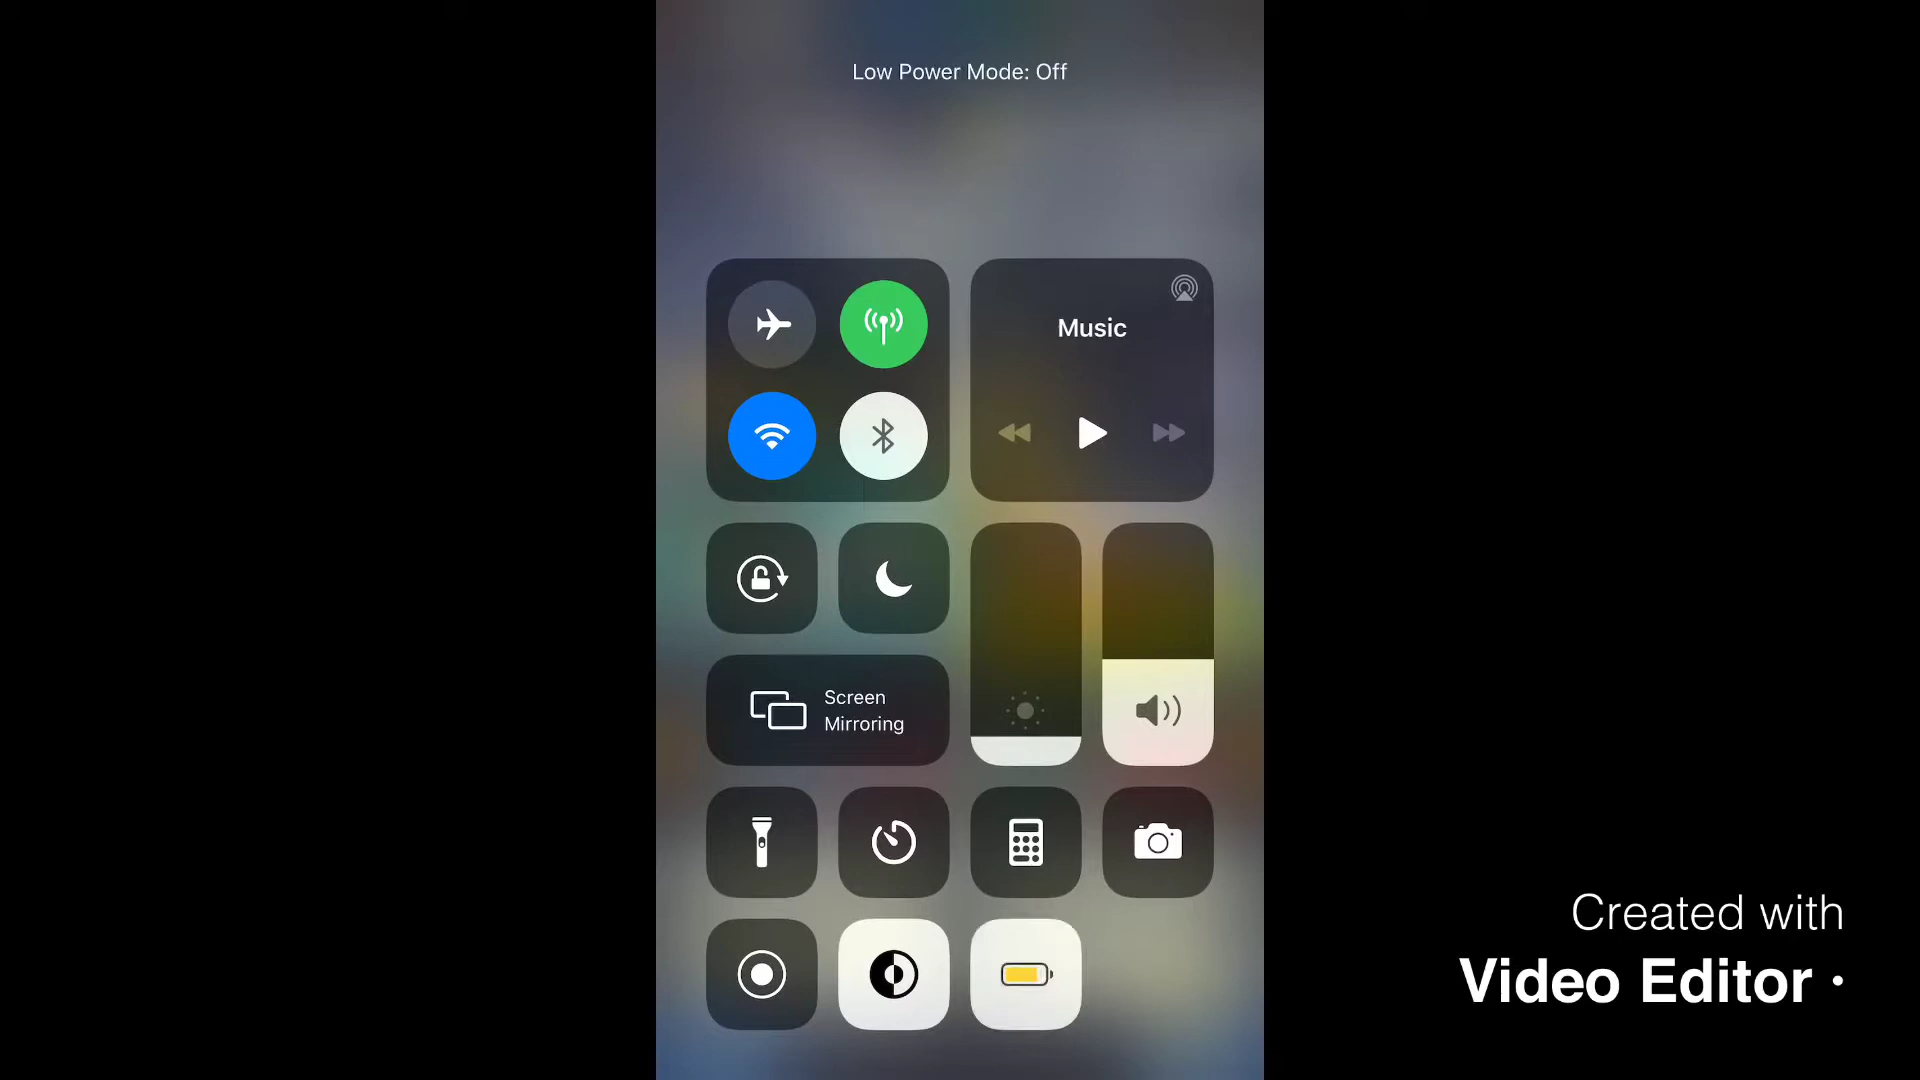 Low Power Mode: Off
Music
Screen
Mirroring
Created with
Video Editor ·